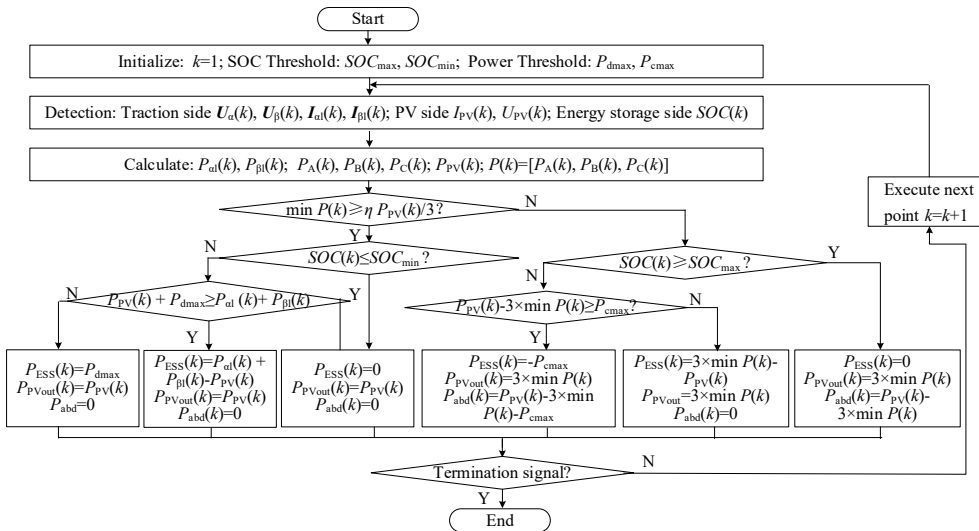 Start
Initialize: k=1; SOC Threshold: SOCmax, SOCmin; Power Threshold: Pdmax, Pcmax
Detection: Traction side Uα(k), Uβ(k), Iαl(k), Iβl(k); PV side IPV(k), UPV(k); Energy storage side SOC(k)
Calculate: Pαl(k), Pβl(k); PA(k), PB(k), PC(k); PPV(k); P(k)=[PA(k), PB(k), PC(k)]
Execute next
point k=k+1
min P(k)≥η PPV(k)/3?
N
Y
N
SOC(k)≤SOCmin?
SOC(k)≥SOCmax?
Y
N
PPV(k) + Pdmax≥Pαl (k)+ Pβl(k)
Y
Y
N
PPV(k)-3×min P(k)≥Pcmax?
N
Y
Y
PESS(k)=Pdmax
PPVout(k)=PPV(k)
Pabd=0
PESS(k)=Pαl(k) +
Pβl(k)-PPV(k)
PPVout(k)=PPV(k)
Pabd(k)=0
PESS(k)=0
PPVout(k)=PPV(k)
Pabd(k)=0
PESS(k)=-Pcmax
PPVout(k)=3×min P(k)
Pabd(k)=PPV(k)-3×min
P(k)-Pcmax
PESS(k)=3×min P(k)-
PPV(k)
PPVout=3×min P(k)
Pabd(k)=0
PESS(k)=0
PPVout(k)=3×min P(k)
Pabd(k)=PPV(k)-
3×min P(k)
Termination signal?
N
Y
End